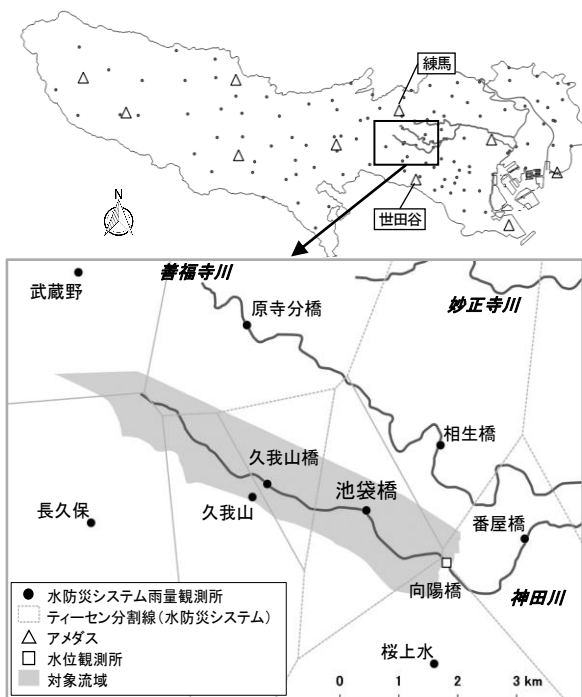 練馬
世田谷
N
善福寺川
妙正寺川
武蔵野
原寺分橋
相生橋
久我山橋
池袋橋
長久保
久我山
番屋橋
向陽橋
神田川
桜上水
● 水防災システム雨量観測所
ティーセン分割線(水防災システム)
△ アメダス
□ 水位観測所
対象流域
0 1 2 3 km